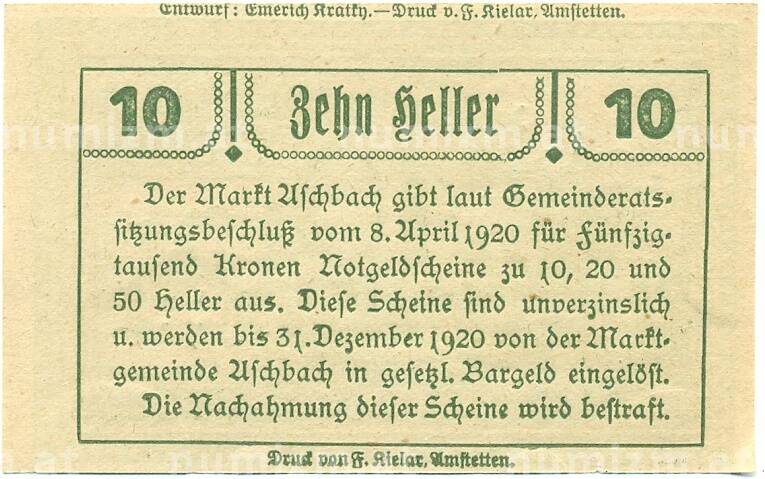 Entwurf: Emerich Kratky.—Druck v. F. Kielar, Amstetten.
10 Zehn Heller 10
Der Markt Aschbach gibt laut Gemeinderats-
sitzungsbeschluß vom 8. April 1920 für Fünfzig-
tausend Kronen Notgeldscheine zu 10, 20 und
50 Heller aus. Diese Scheine sind unverzinslich
u. werden bis 31. Dezember 1920 von der Markt-
gemeinde Aschbach in gesetzl. Bargeld eingelöst.
Die Nachahmung dieser Scheine wird bestraft.
Druck von F. Kielar, Amstetten.